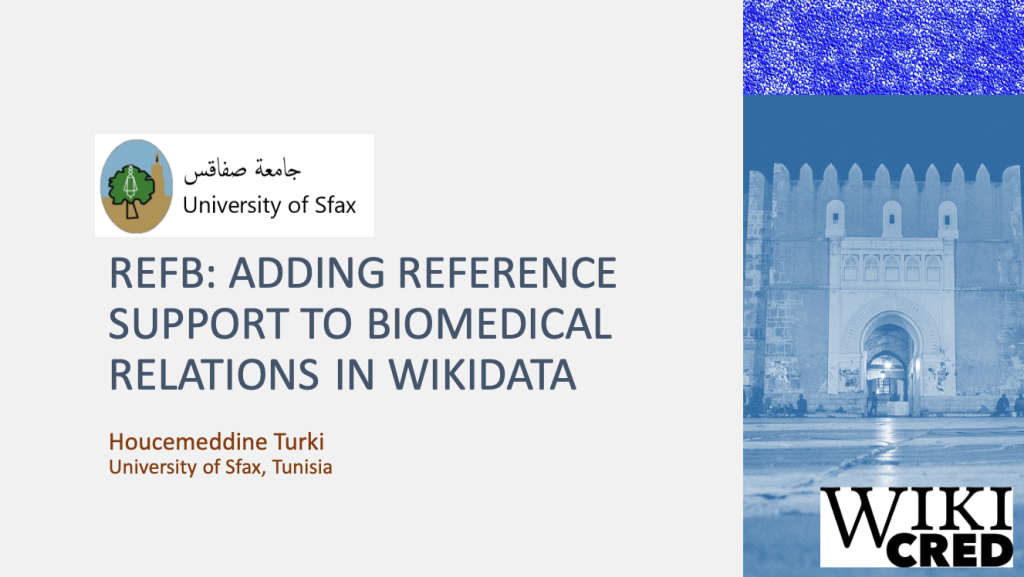 جامعة صفاقس
University of Sfax
REFB: ADDING REFERENCE
SUPPORT TO BIOMEDICAL
RELATIONS IN WIKIDATA
Houcemeddine Turki
University of Sfax, Tunisia
WIKI
CRED